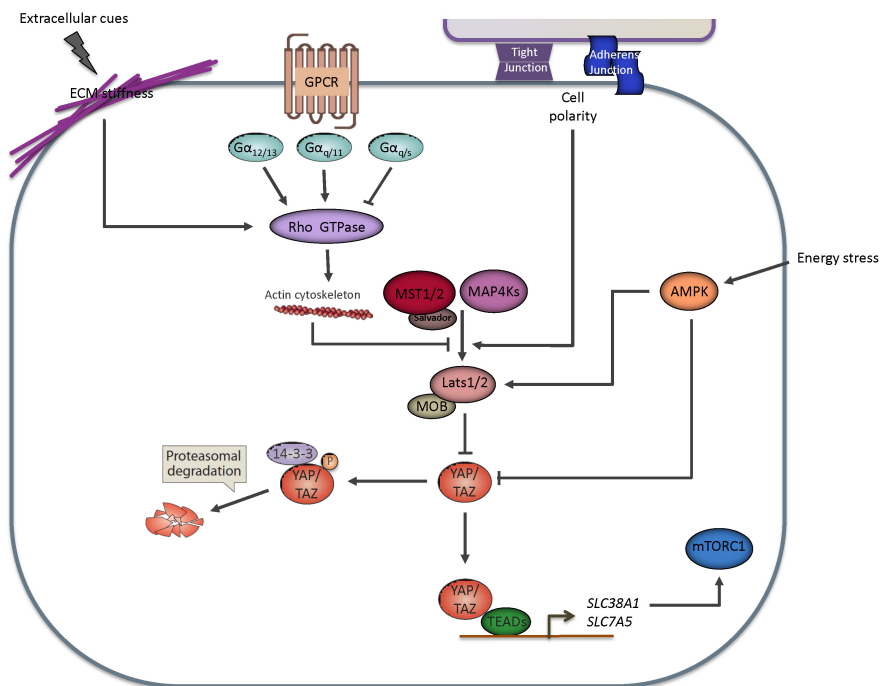 Extracellular cues
ECM stiffness
GPCR
Tight
Junction
Adherens
Junction
Cell
polarity
Gα12/13
Gαq/11
Gαq/s
Rho GTPase
Energy stress
Actin cytoskeleton
MST1/2
MAP4Ks
Salvador
AMPK
Lats1/2
MOB
Proteasomal
degradation
14-3-3
P
YAP/
TAZ
YAP/
TAZ
mTORC1
YAP/
TAZ
TEADs
SLC38A1
SLC7A5